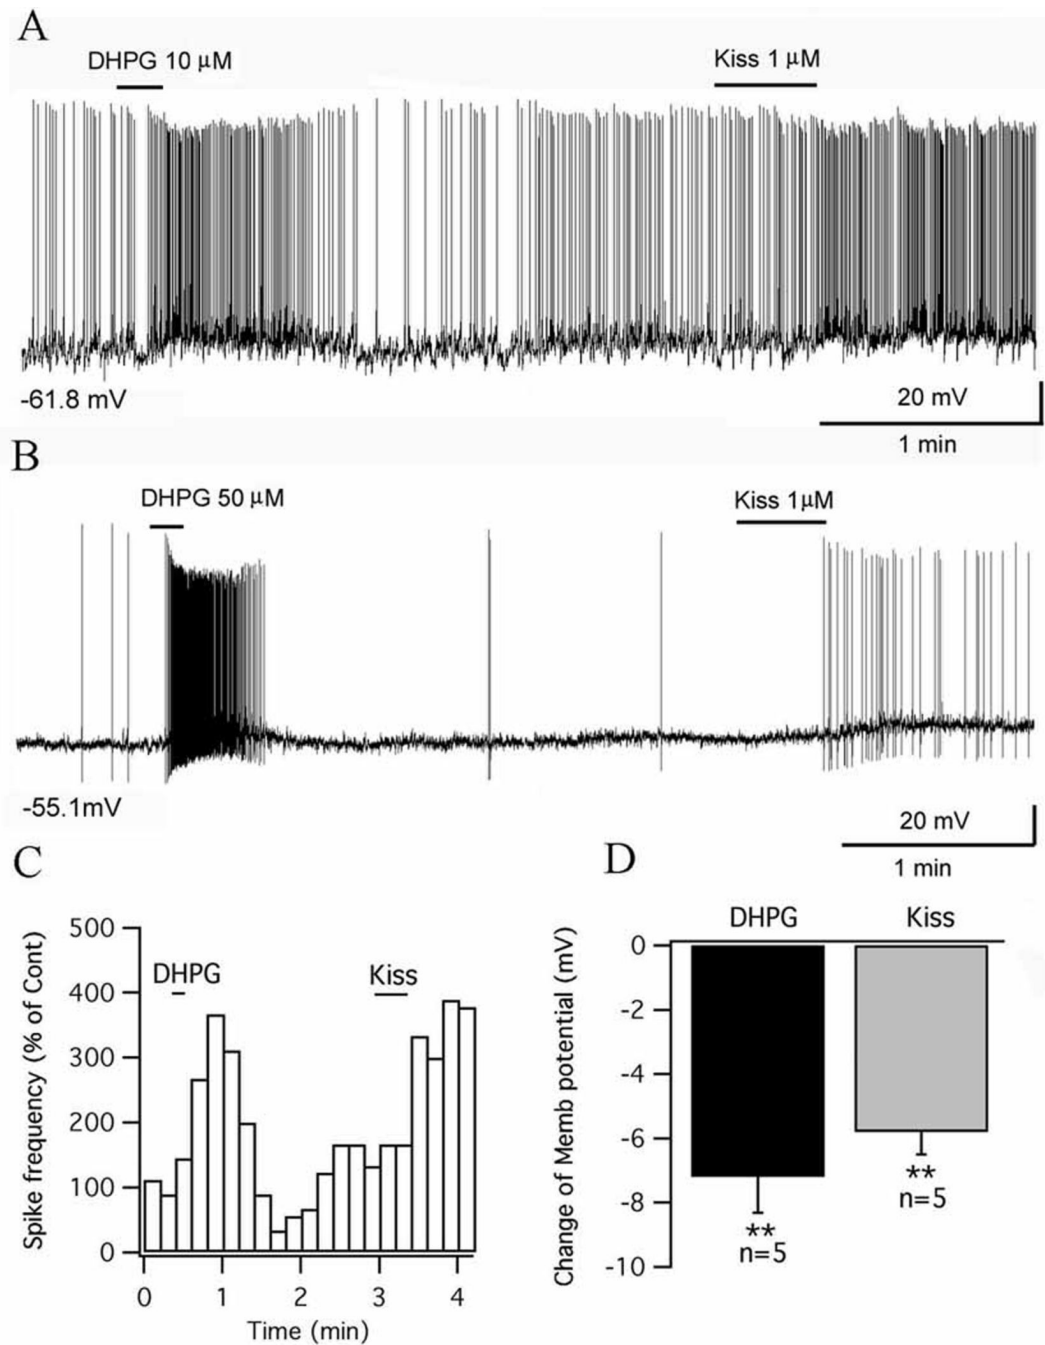 A
DHPG 10 μM
Kiss 1 μM
-61.8 mV
20 mV
1 min
B
DHPG 50 μM
Kiss 1μM
-55.1mV
20 mV
1 min
C
500
400
300
200
100
0
Spike frequency (% of Cont)
DHPG
Kiss
0 1 2 3 4
Time (min)
D
DHPG Kiss
0
-2
-4
-6
-8
-10
Change of Memb potential (mV)
**
n=5
**
n=5